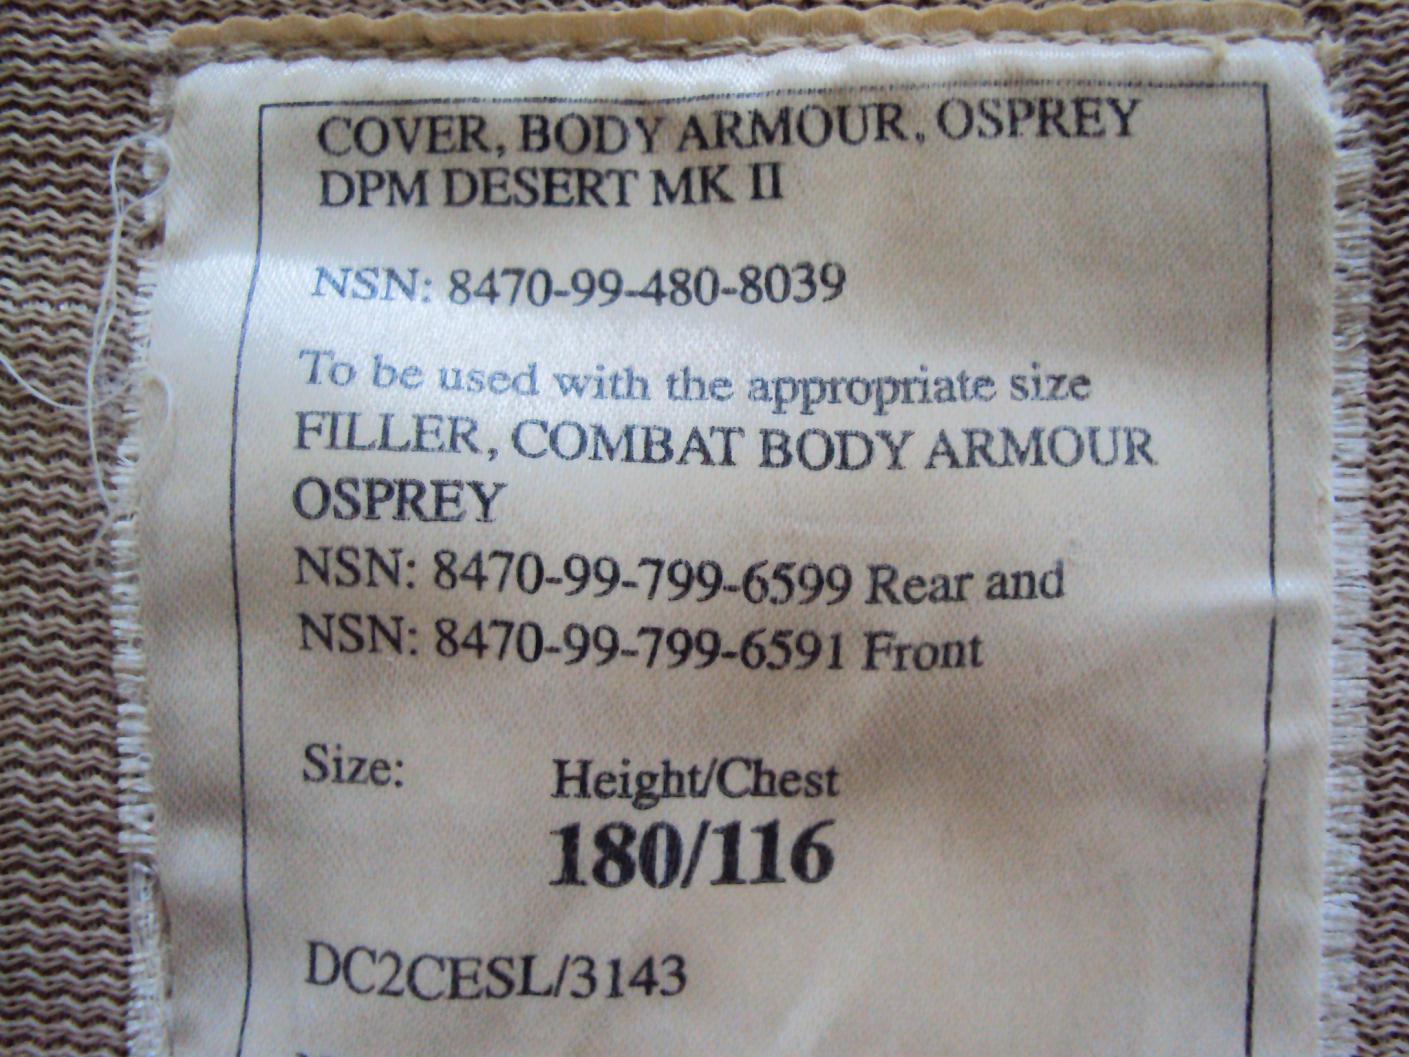 COVER, BODY ARMOUR, OSPREY
DPM DESERT MK II
NSN: 8470-99-480-8039
To be used with the appropriate size
FILLER, COMBAT BODY ARMOUR
OSPREY
NSN: 8470-99-799-6599 Rear and
NSN: 8470-99-799-6591 Front
Size: Height/Chest
180/116
DC2CESL/3143